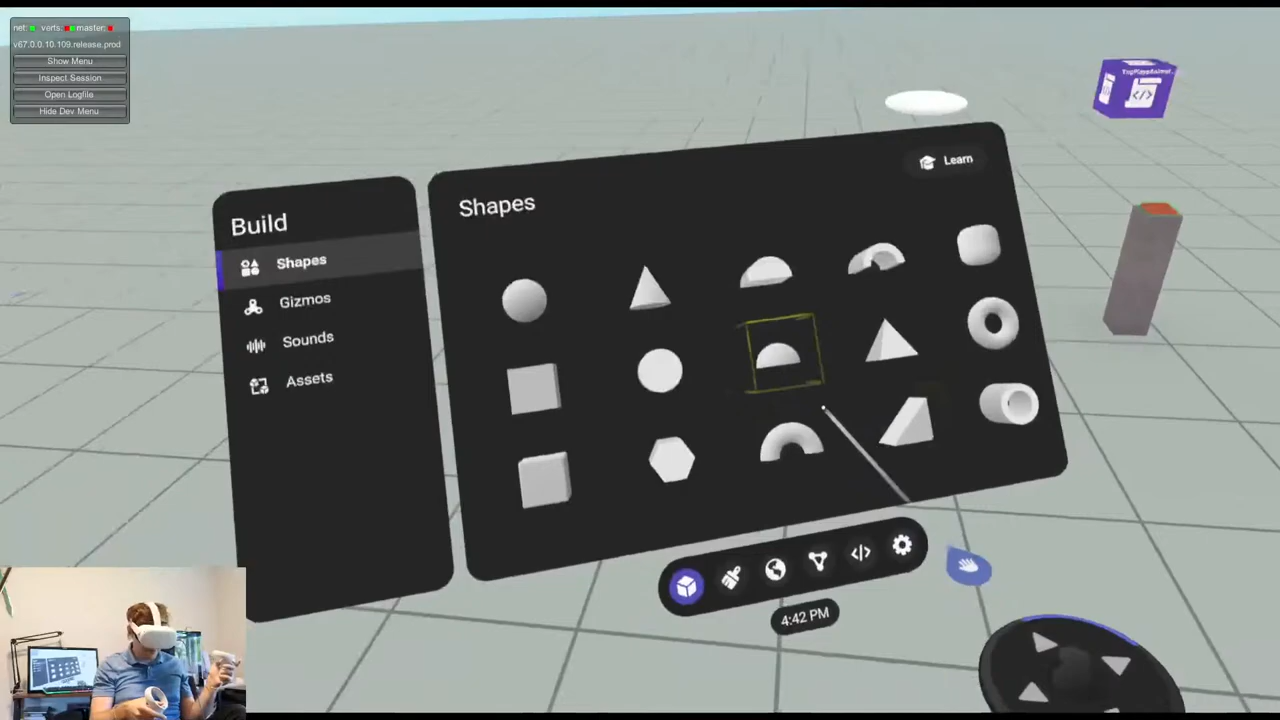 net: verts: master:
v67.0.0.10.109.release.prod
Show Menu
Inspect Session
Open Logfile
Hide Dev Menu
Learn
Shapes
Build
Shapes
Gizmos
Sounds
Assets
4:42 PM